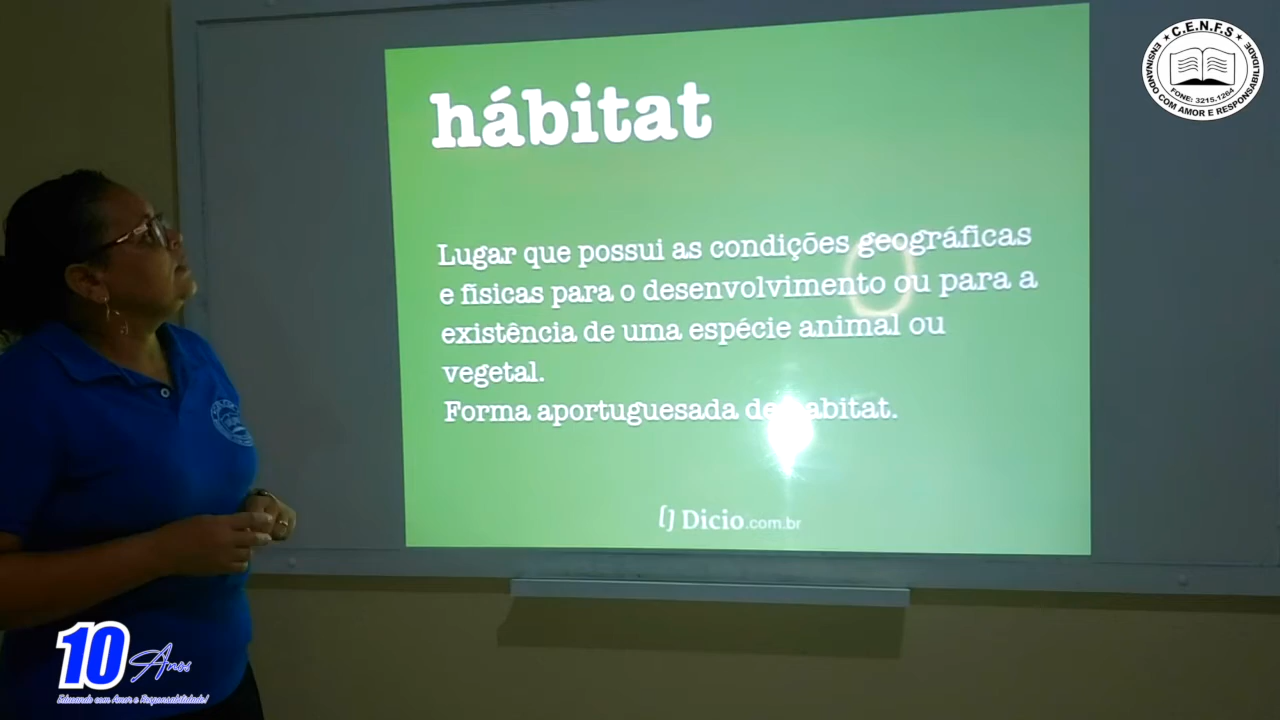 hábitat
Lugar que possui as condições geográficas
e físicas para o desenvolvimento ou para a
existência de uma espécie animal ou
vegetal.
Forma aportuguesada de habitat.
Dicio.com.br
C.E.N.F.S
ENSINANDO COM AMOR E RESPONSABILIDADE
FONE: 3215.1264
10 Anos
Educando com Amor e Responsabilidade!